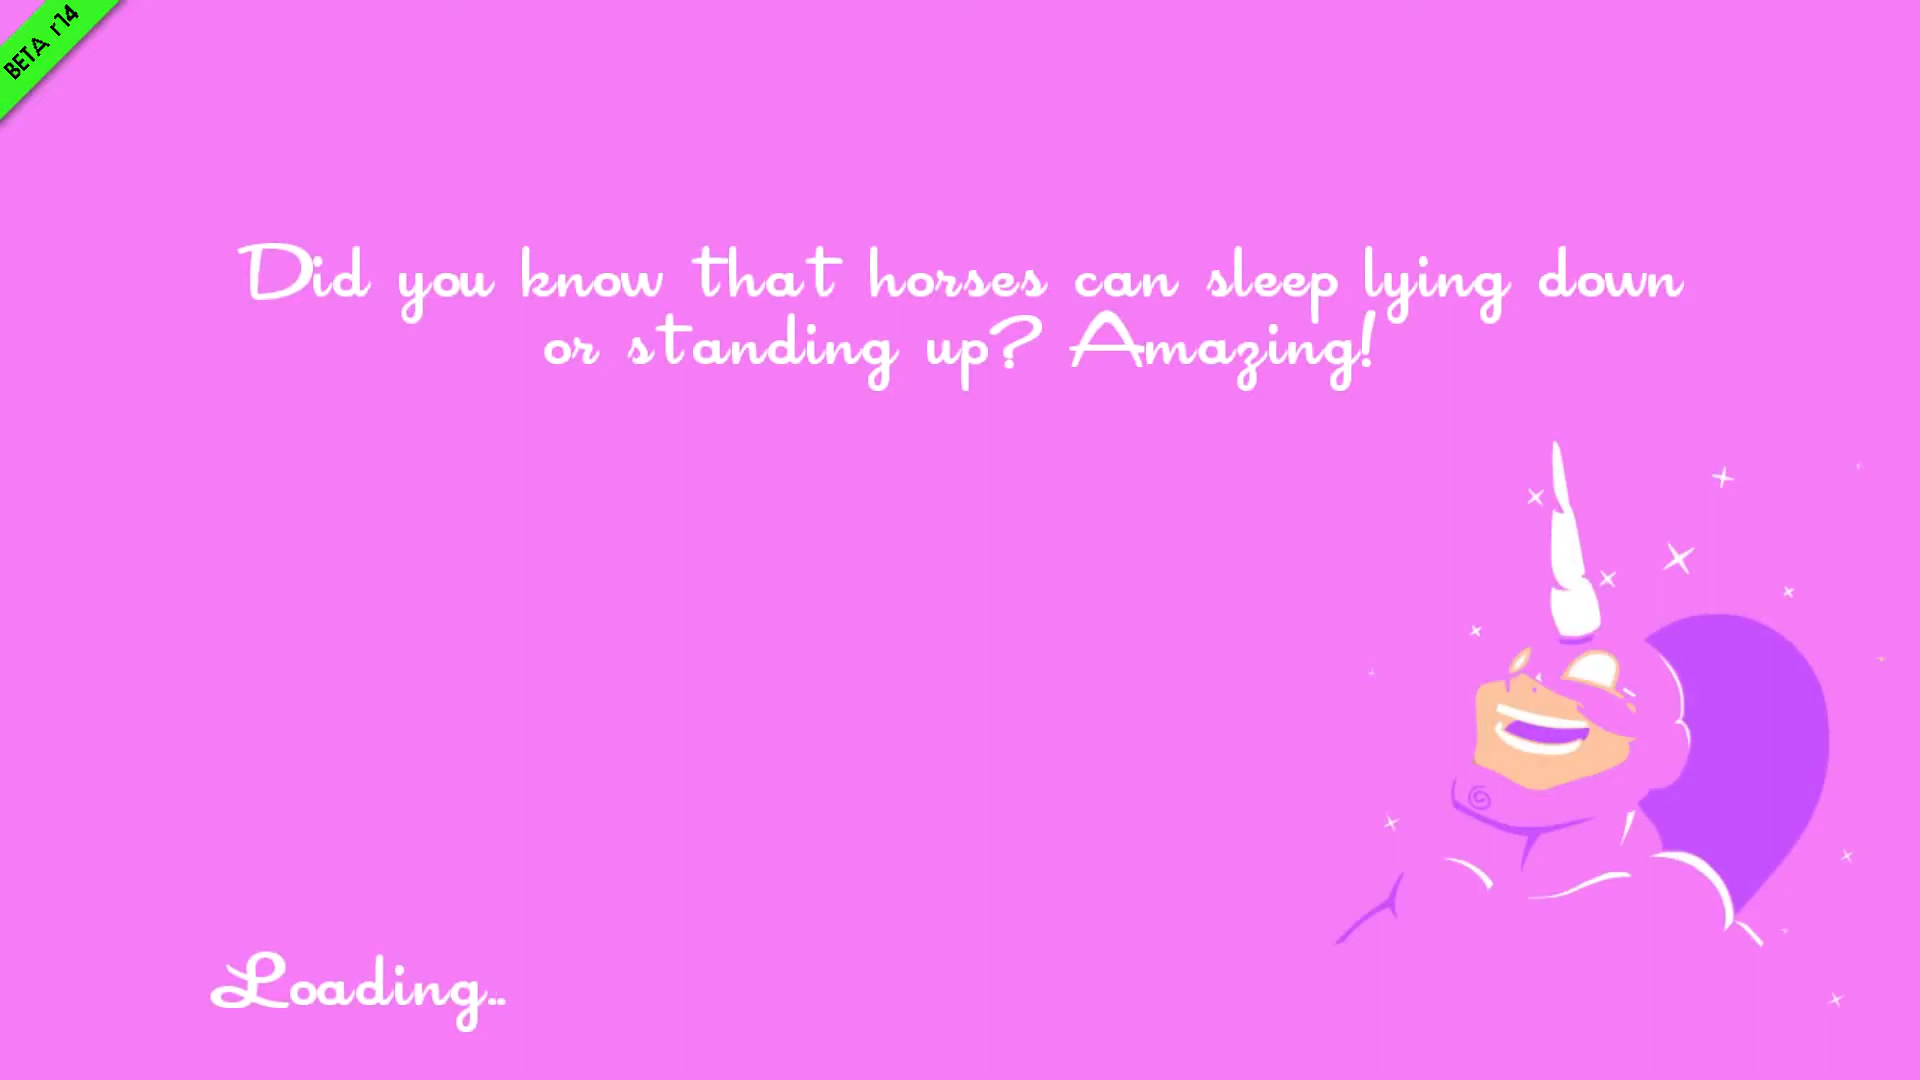 BETA r14
Did you know that horses can sleep lying down
or standing up? Amazing!
Loading..